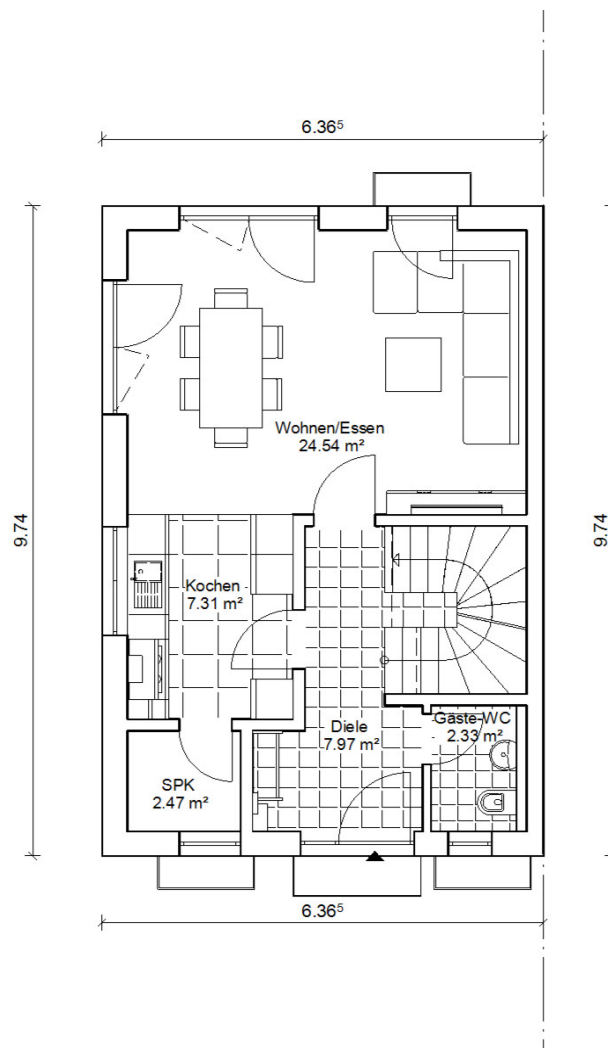 6.36⁵
9.74
9.74
Wohnen/Essen
24.54 m²
Kochen
7.31 m²
Diele
7.97 m²
Gäste-WC
2.33 m²
SPK
2.47 m²
6.36⁵